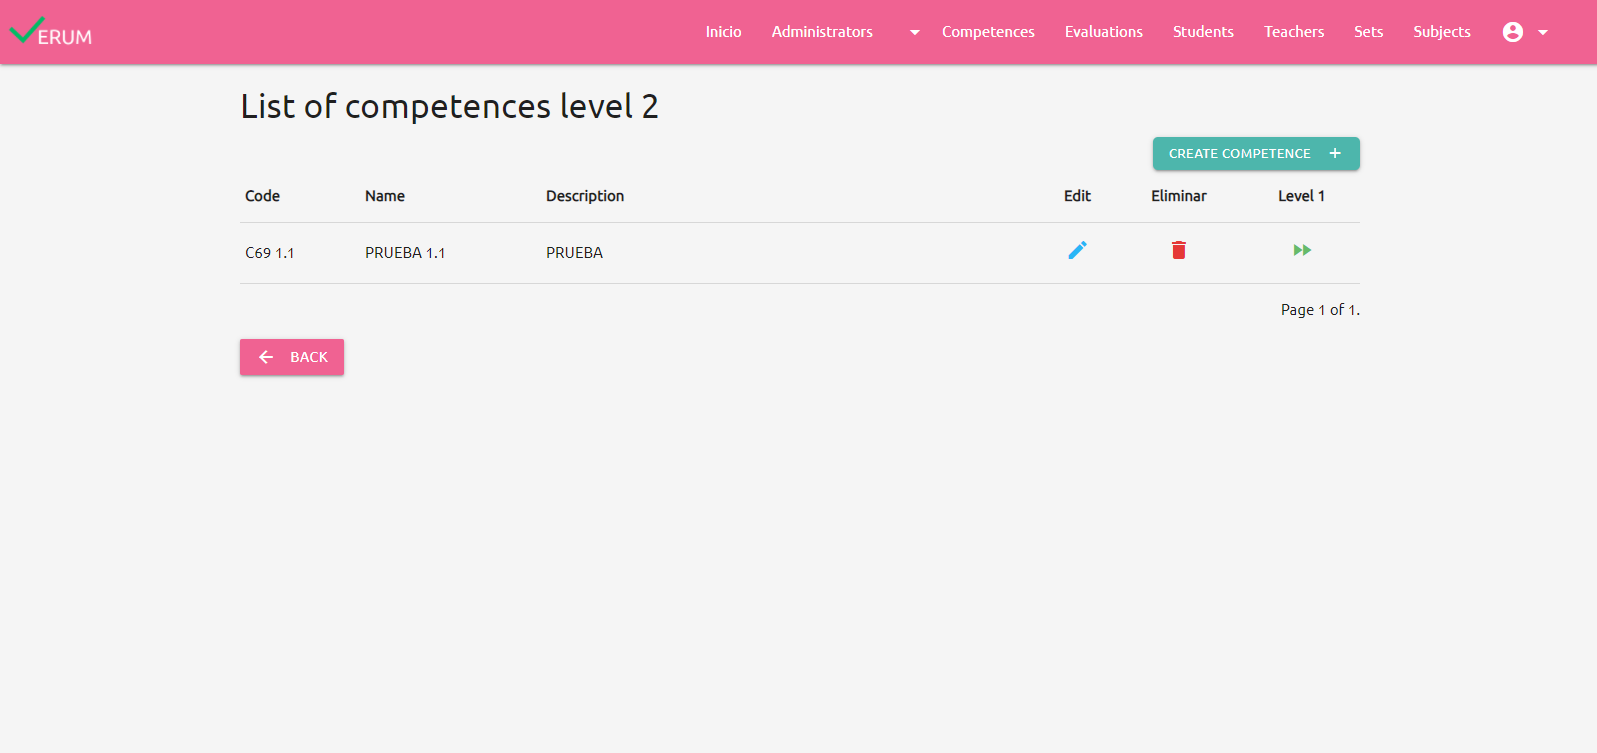 ERUM Inicio Administrators Competences Evaluations Students Teachers Sets Subjects
List of competences level 2
CREATE COMPETENCE +
Code Name Description Edit Eliminar Level 1
C69 1.1 PRUEBA 1.1 PRUEBA
Page 1 of 1.
BACK